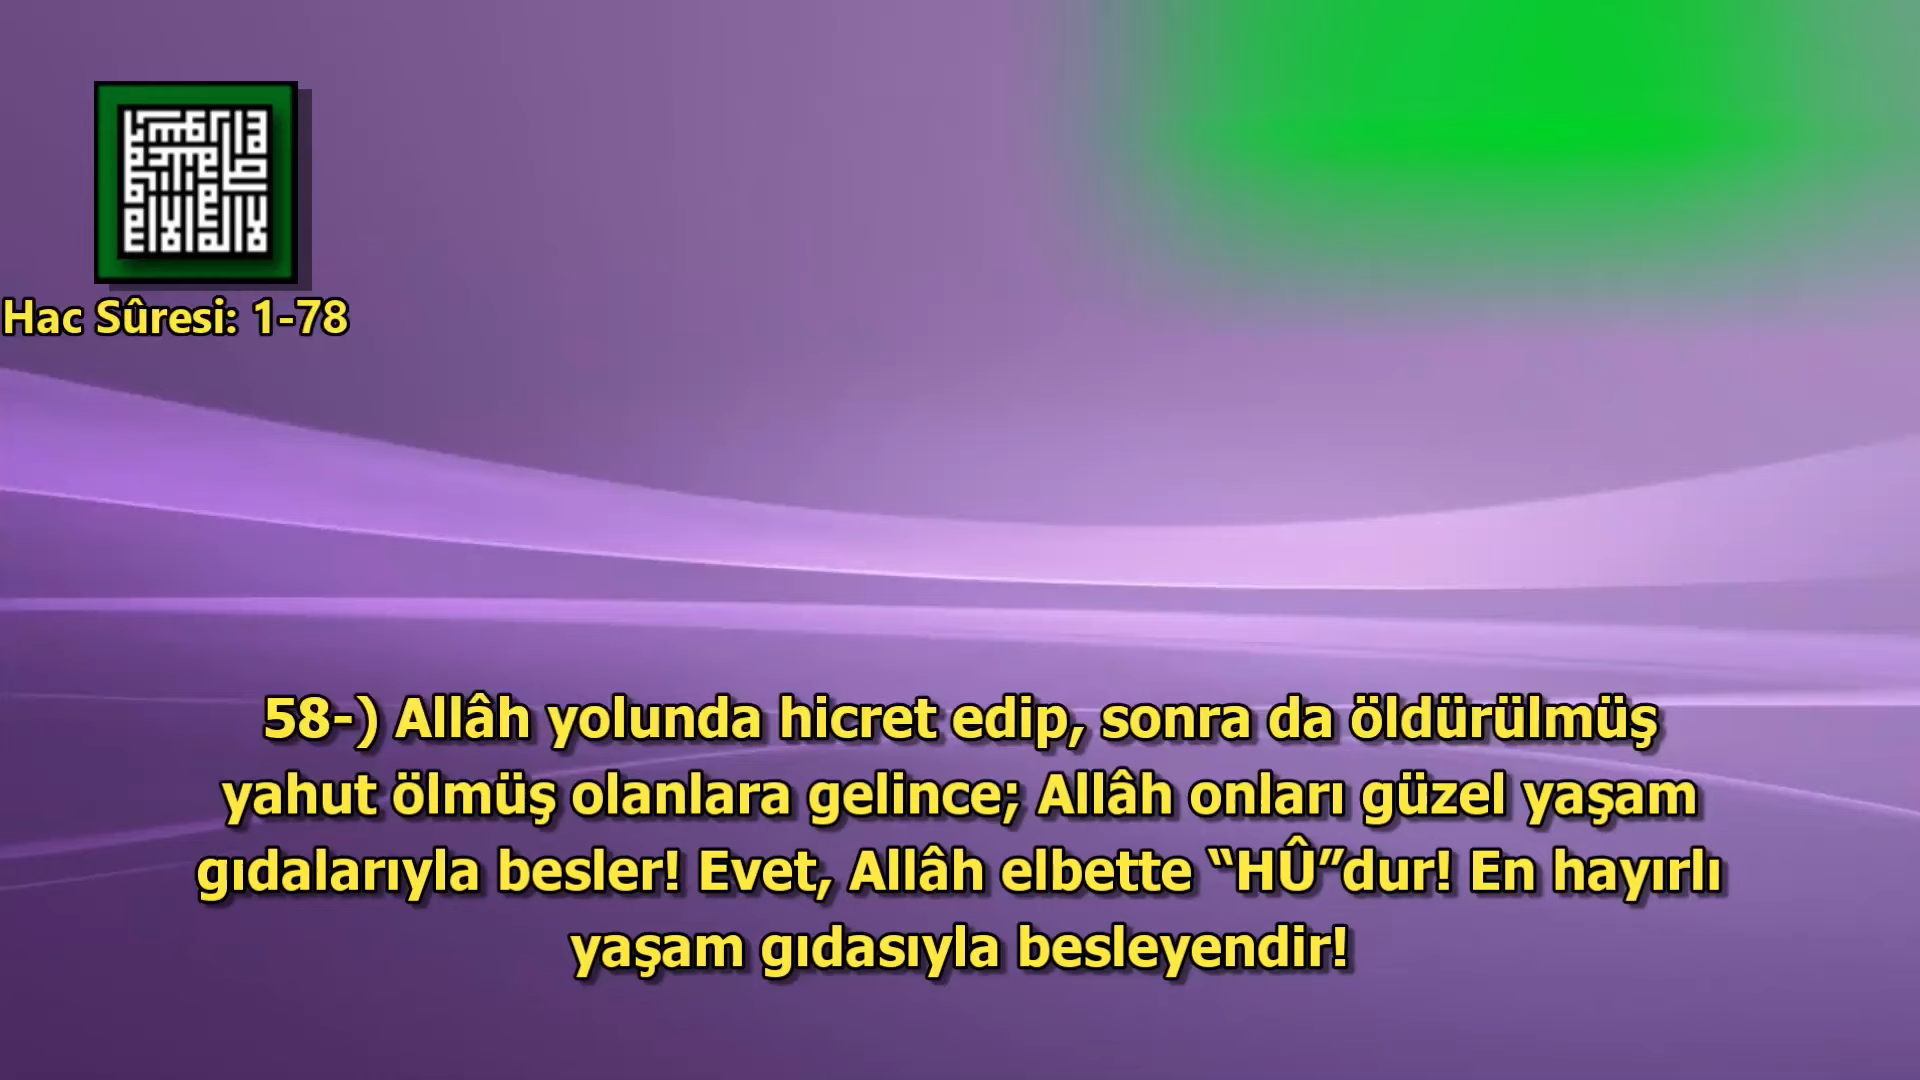 Hac Sûresi: 1-78
58-) Allâh yolunda hicret edip, sonra da öldürülmüş
yahut ölmüş olanlara gelince; Allâh onları güzel yaşam
gıdalarıyla besler! Evet, Allâh elbette “HÛ”dur! En hayırlı
yaşam gıdasıyla besleyendir!